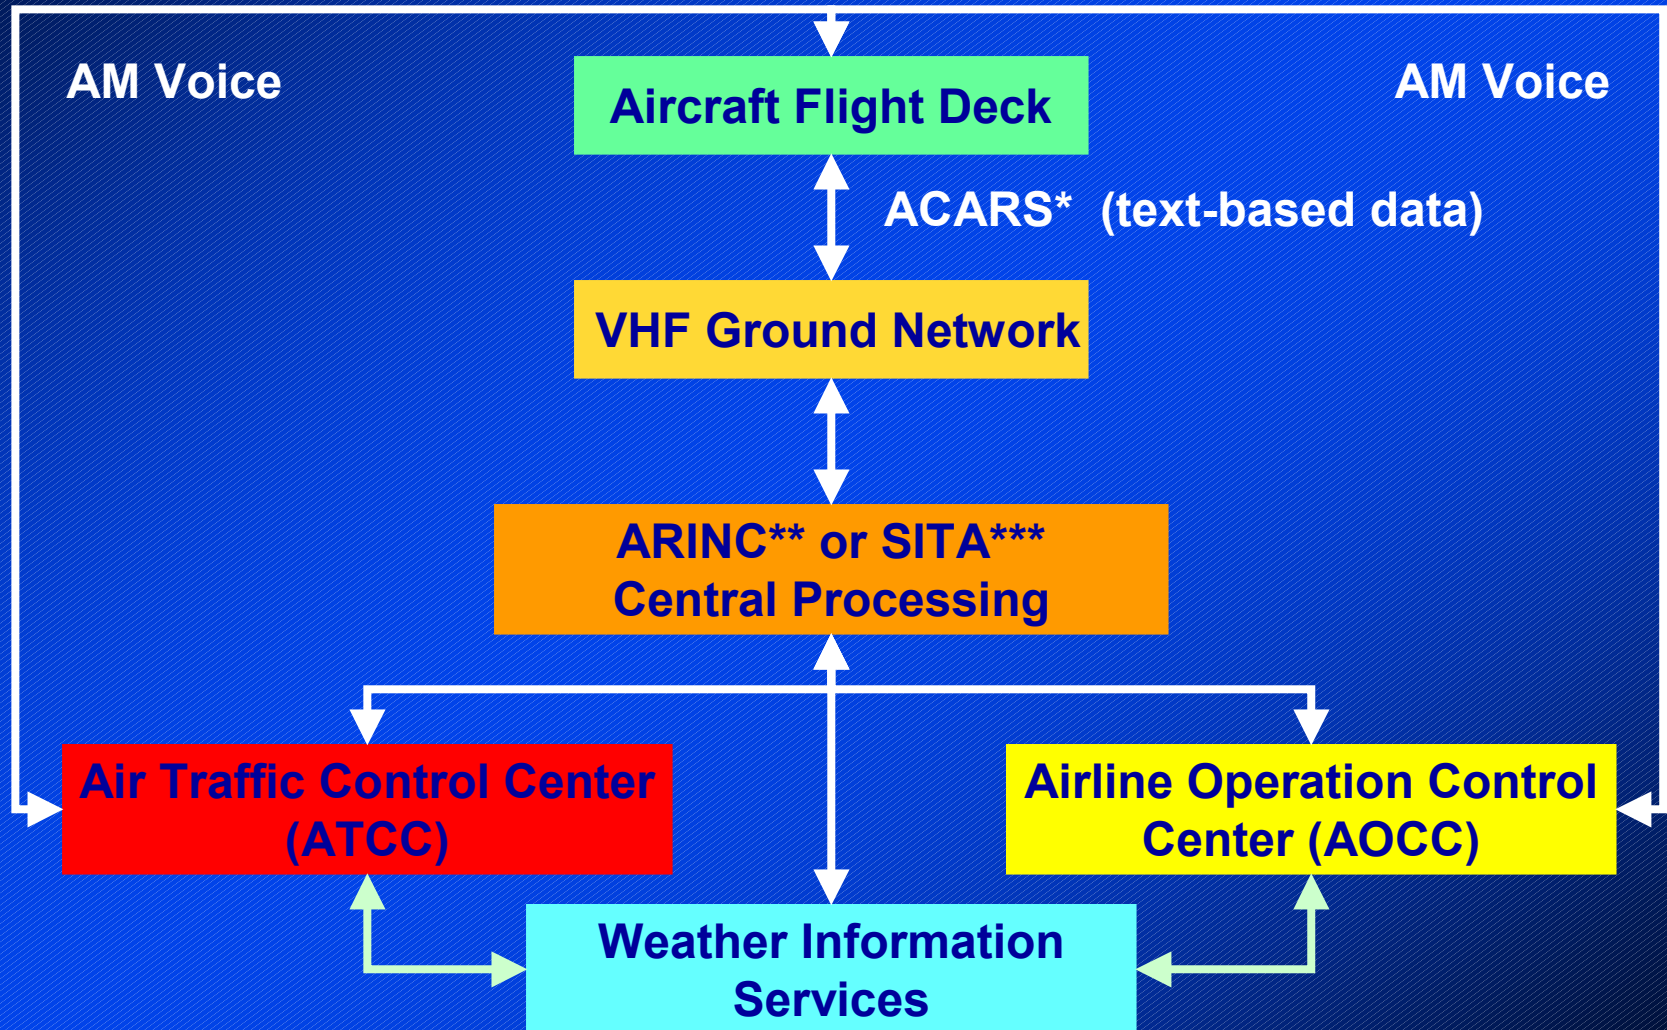 AM Voice
AM Voice
Aircraft Flight Deck
ACARS* (text-based data)
VHF Ground Network
ARINC** or SITA***
Central Processing
Air Traffic Control Center
(ATCC)
Airline Operation Control
Center (AOCC)
Weather Information
Services